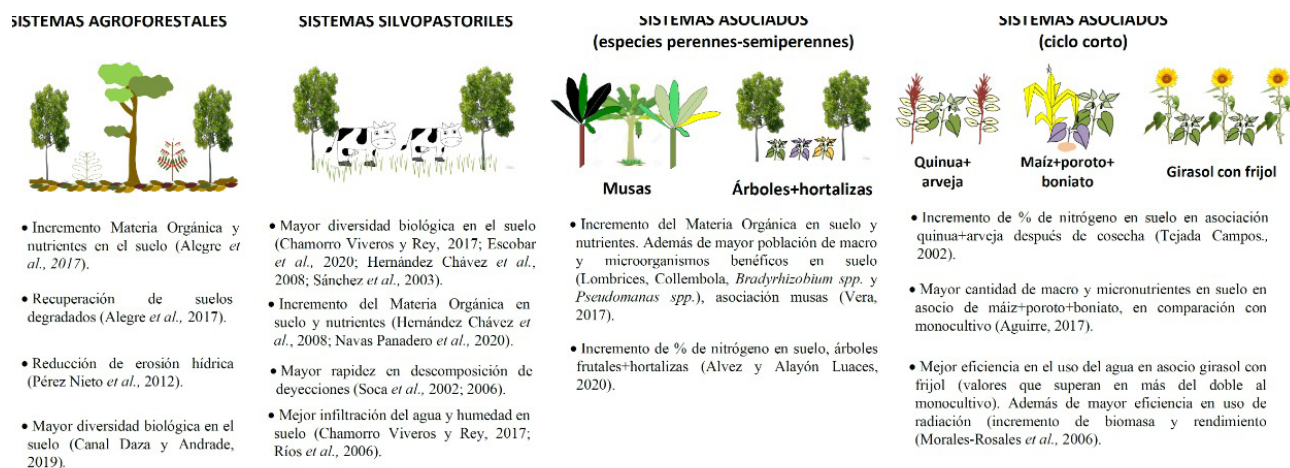 SISTEMAS AGROFORESTALES
• Incremento Materia Orgánica y
nutrientes en el suelo (Alegre et
al., 2017).
• Recuperación de suelos
degradados (Alegre et al., 2017).
• Reducción de erosión hídrica
(Pérez Nieto et al., 2012).
• Mayor diversidad biológica en el
suelo (Canal Daza y Andrade,
2019).
SISTEMAS SILVOPASTORILES
• Mayor diversidad biológica en el suelo
(Chamorro Viveros y Rey, 2017; Escobar
et al., 2020; Hernández Chávez et al.,
2008; Sánchez et al., 2003).
• Incremento del Materia Orgánica en
suelo y nutrientes (Hernández Chávez et
al., 2008; Navas Panadero et al., 2020).
• Mayor rapidez en descomposición de
deyecciones (Soca et al., 2002; 2006).
• Mejor infiltración del agua y humedad en
suelo (Chamorro Viveros y Rey, 2017;
Ríos et al., 2006).
SISTEMAS ASOCIADOS
(especies perennes-semiperennes)
Musas
Árboles+hortalizas
• Incremento del Materia Orgánica en suelo y
nutrientes. Además de mayor población de macro
y microorganismos benéficos en suelo
(Lombrices, Collembola, Bradyrhizobium spp. y
Pseudomanas spp.), asociación musas (Vera,
2017).
• Incremento de % de nitrógeno en suelo, árboles
frutales+hortalizas (Alvez y Alayón Luaces,
2020).
SISTEMAS ASOCIADOS
(ciclo corto)
Quinua+
arveja
Maíz+poroto+
boniato
Girasol con frijol
• Incremento de % de nitrógeno en suelo en asociación
quinua+arveja después de cosecha (Tejada Campos.,
2002).
• Mayor cantidad de macro y micronutrientes en suelo en
asocio de máiz+poroto+boniato, en comparación con
monocultivo (Aguirre, 2017).
• Mejor eficiencia en el uso del agua en asocio girasol con
frijol (valores que superan en más del doble al
monocultivo). Además de mayor eficiencia en uso de
radiación (incremento de biomasa y rendimiento
(Morales-Rosales et al., 2006).